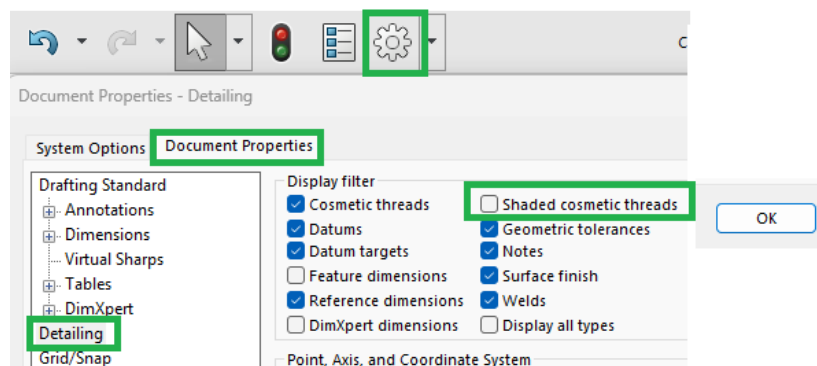 C
Document Properties - Detailing
System Options Document Properties
Drafting Standard
Annotations
Dimensions
Virtual Sharps
Tables
DimXpert
Detailing
Grid/Snap
Display filter
Cosmetic threads Shaded cosmetic threads
Datums Geometric tolerances
Datum targets Notes
Feature dimensions Surface finish
Reference dimensions Welds
DimXpert dimensions Display all types
Point, Axis, and Coordinate System
OK